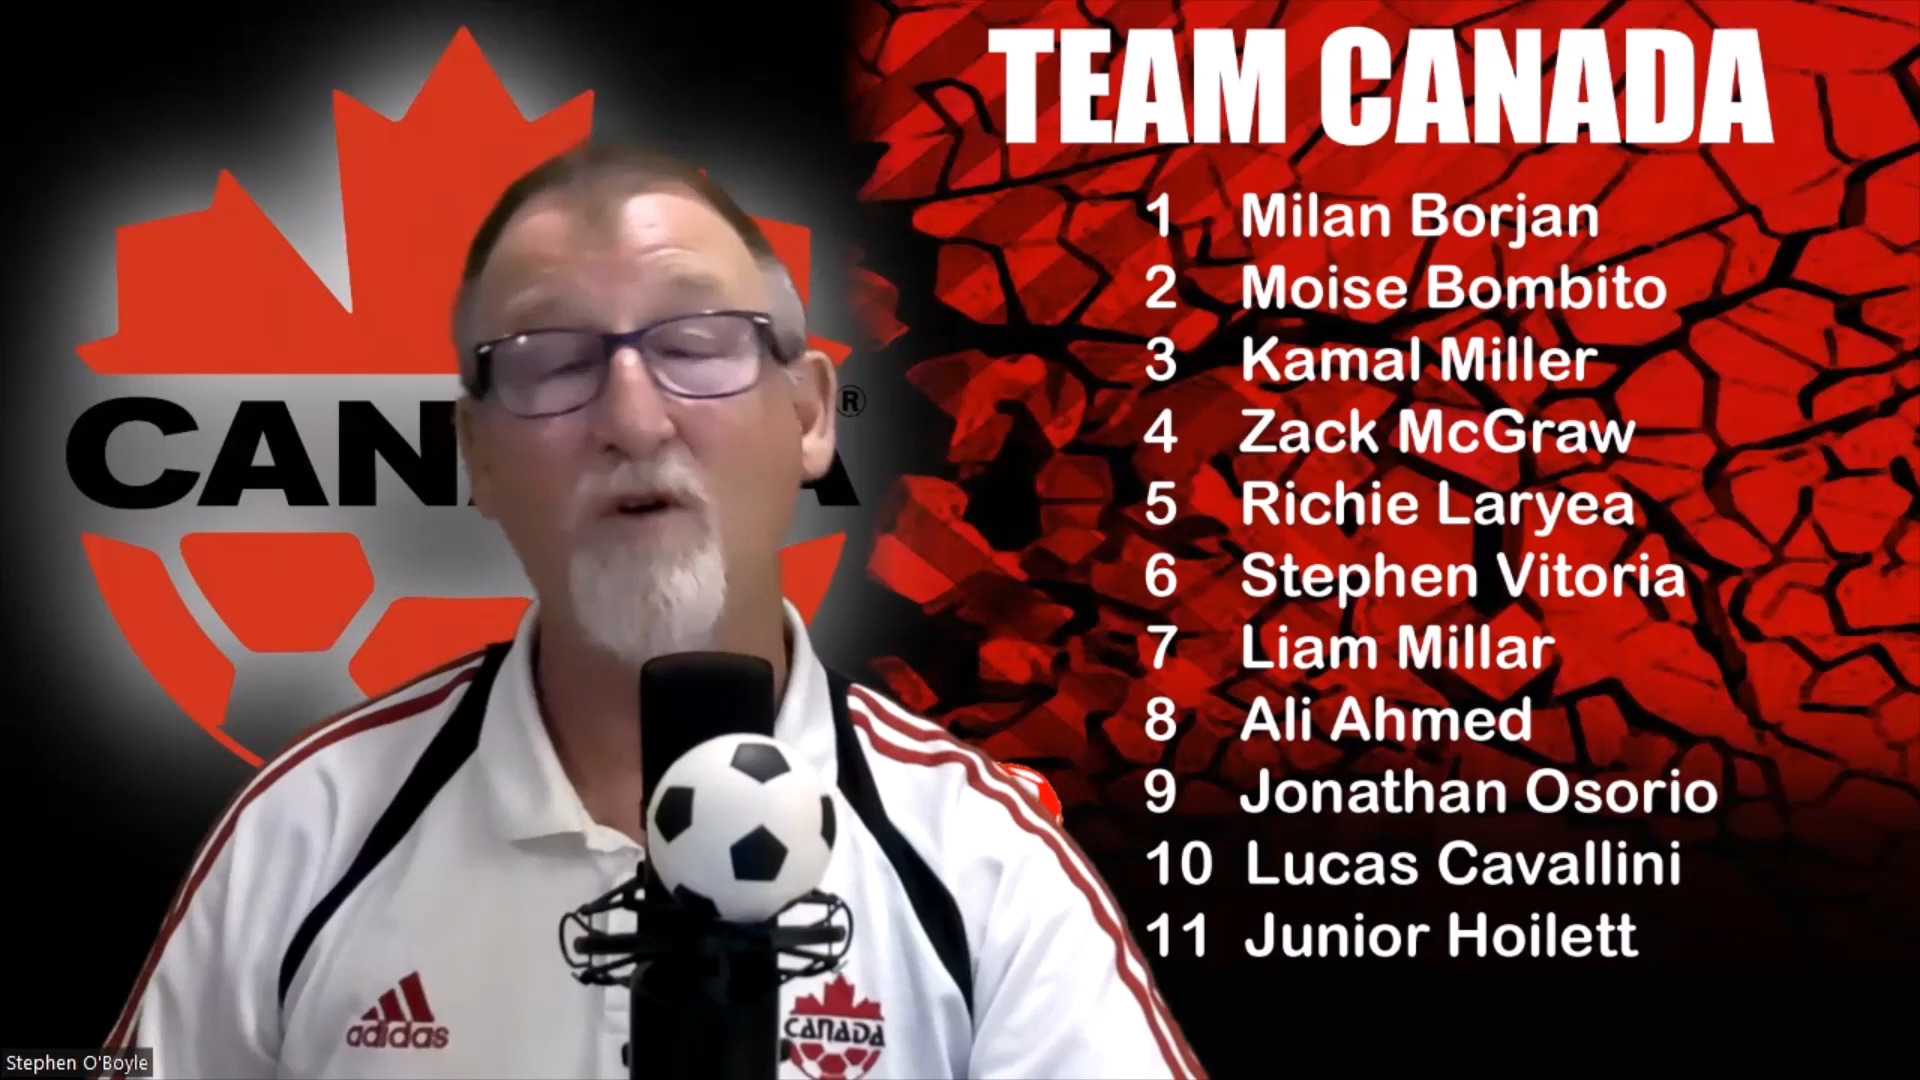 TEAM CANADA
1 Milan Borjan
2 Moise Bombito
3 Kamal Miller
4 Zack McGraw
5 Richie Laryea
6 Stephen Vitoria
7 Liam Millar
8 Ali Ahmed
9 Jonathan Osorio
10 Lucas Cavallini
11 Junior Hoilett
CAN A ®
adidas
CANADA
Stephen O'Boyle